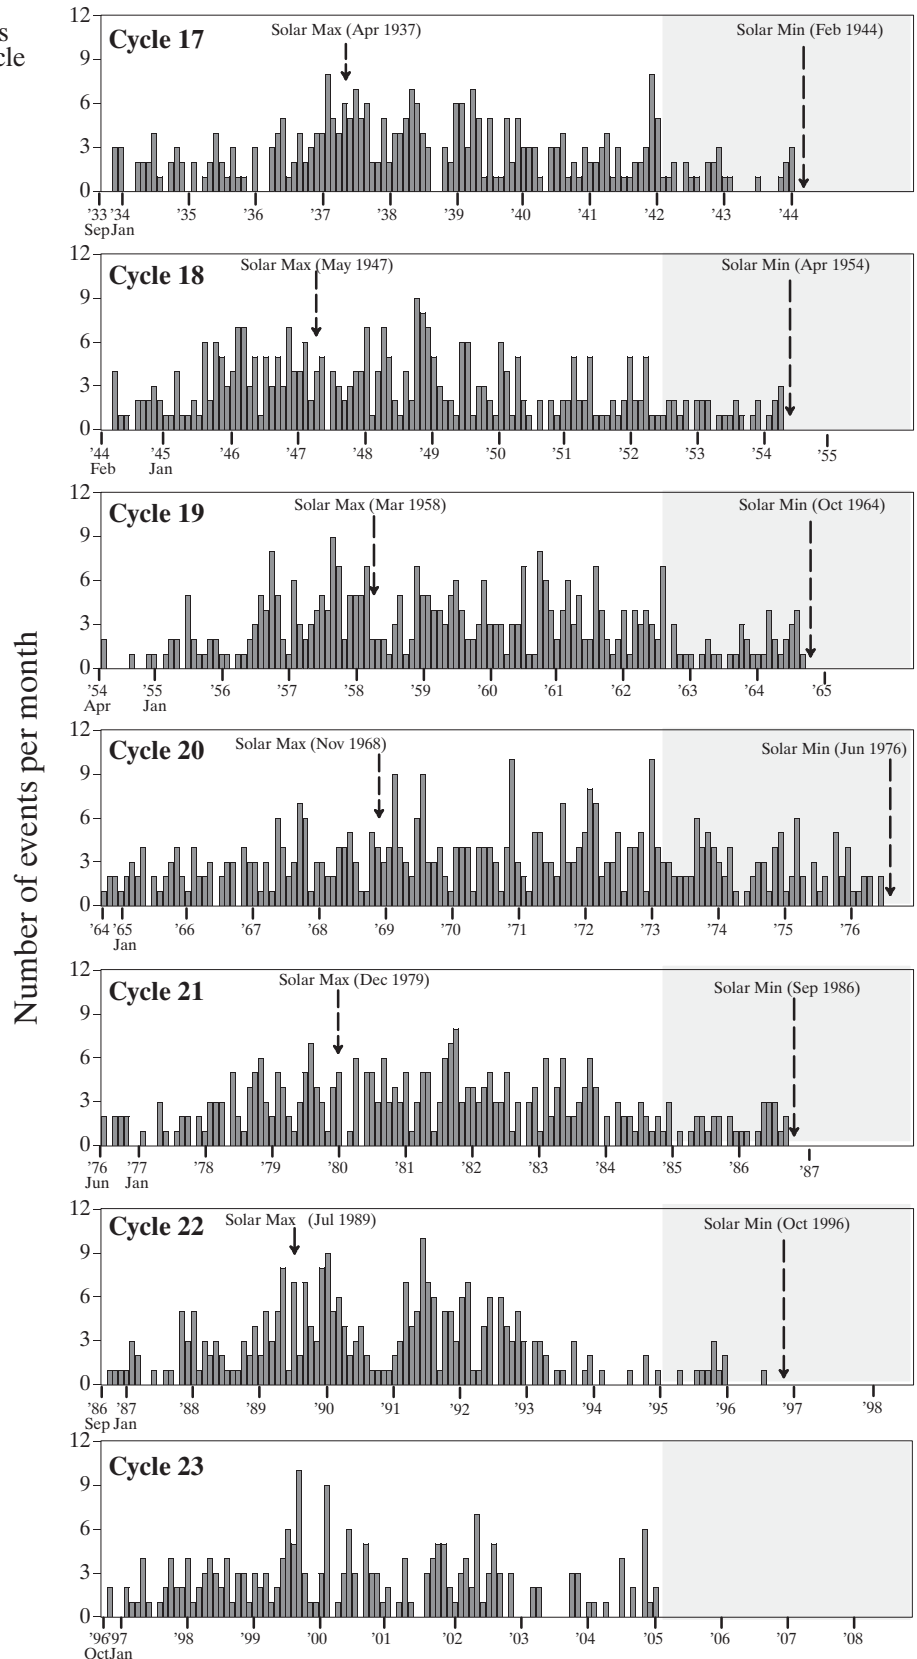 s
cle
Number of events per month
12
Cycle 17
Solar Max (Apr 1937)
Solar Min (Feb 1944)
9
6
3
0
’33 ’34 ’35 ’36 ’37 ’38 ’39 ’40 ’41 ’42 ’43 ’44
Sep Jan
12
Cycle 18
Solar Max (May 1947)
Solar Min (Apr 1954)
9
6
3
0
’44 ’45 ’46 ’47 ’48 ’49 ’50 ’51 ’52 ’53 ’54 ’55
Feb Jan
12
Cycle 19
Solar Max (Mar 1958)
Solar Min (Oct 1964)
9
6
3
0
’54 ’55 ’56 ’57 ’58 ’59 ’60 ’61 ’62 ’63 ’64 ’65
Apr Jan
12
Cycle 20
Solar Max (Nov 1968)
Solar Min (Jun 1976)
9
6
3
0
’64 ’65 ’66 ’67 ’68 ’69 ’70 ’71 ’72 ’73 ’74 ’75 ’76
Jan
12
Cycle 21
Solar Max (Dec 1979)
Solar Min (Sep 1986)
9
6
3
0
’76 ’77 ’78 ’79 ’80 ’81 ’82 ’83 ’84 ’85 ’86 ’87
Jun Jan
12
Cycle 22
Solar Max (Jul 1989)
Solar Min (Oct 1996)
9
6
3
0
’86 ’87 ’88 ’89 ’90 ’91 ’92 ’93 ’94 ’95 ’96 ’97 ’98
Sep Jan
12
Cycle 23
9
6
3
0
’96 ’97 ’98 ’99 ’00 ’01 ’02 ’03 ’04 ’05 ’06 ’07 ’08
Oct Jan